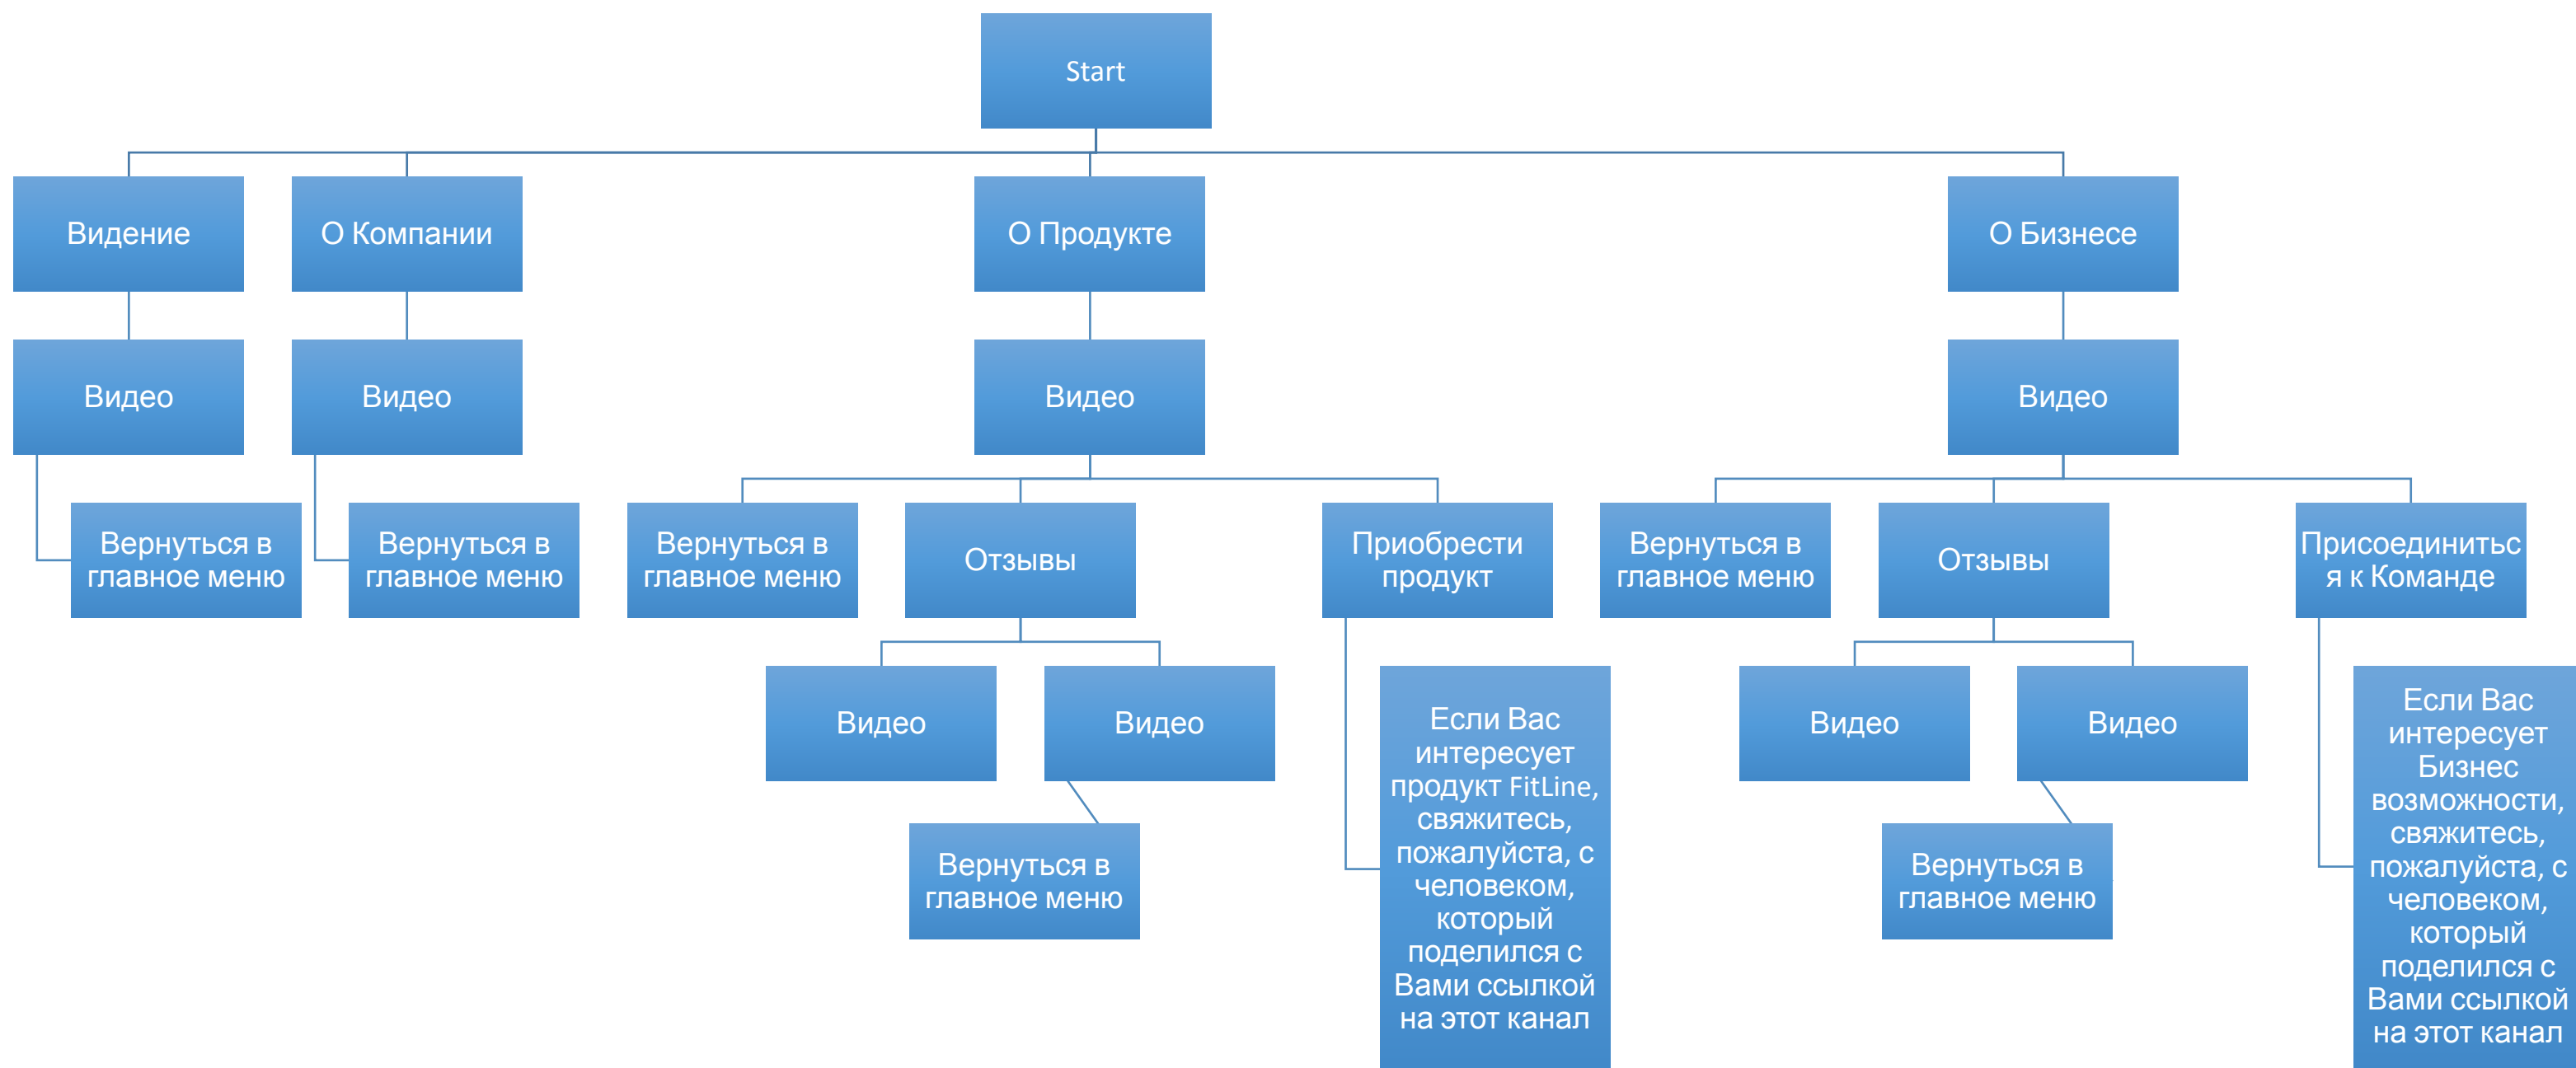 Start
Видение
О Компании
О Продукте
О Бизнесе
Видео
Видео
Видео
Видео
Вернуться в
главное меню
Вернуться в
главное меню
Вернуться в
главное меню
Отзывы
Приобрести
продукт
Вернуться в
главное меню
Отзывы
Присоединитьс
я к Команде
Видео
Видео
Вернуться в
главное меню
Если Вас
интересует
продукт FitLine,
свяжитесь,
пожалуйста, с
человеком,
который
поделился с
Вами ссылкой
на этот канал
Видео
Видео
Вернуться в
главное меню
Если Вас
интересует
Бизнес
возможности,
свяжитесь,
пожалуйста, с
человеком,
который
поделился с
Вами ссылкой
на этот канал